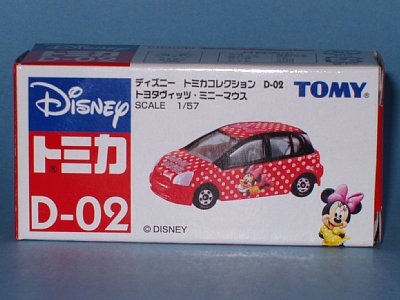 Disney
トミカ
D-02
ディズニー トミカコレクション D-02
トヨタヴィッツ・ミニーマウス
SCALE 1/57
TOMY
© DISNEY